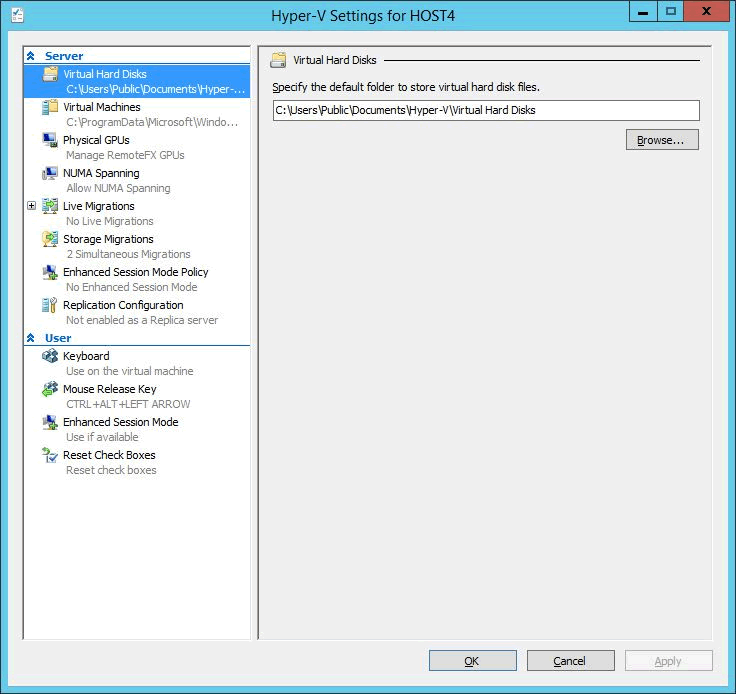 Hyper-V Settings for HOST4
Server
Virtual Hard Disks
C:\Users\Public\Documents\Hyper-...
Virtual Machines
C:\ProgramData\Microsoft\Windo...
Physical GPUs
Manage RemoteFX GPUs
NUMA Spanning
Allow NUMA Spanning
Live Migrations
No Live Migrations
Storage Migrations
2 Simultaneous Migrations
Enhanced Session Mode Policy
No Enhanced Session Mode
Replication Configuration
Not enabled as a Replica server
User
Keyboard
Use on the virtual machine
Mouse Release Key
CTRL+ALT+LEFT ARROW
Enhanced Session Mode
Use if available
Reset Check Boxes
Reset check boxes
Virtual Hard Disks
Specify the default folder to store virtual hard disk files.
C:\Users\Public\Documents\Hyper-V\Virtual Hard Disks
Browse...
OK Cancel Apply